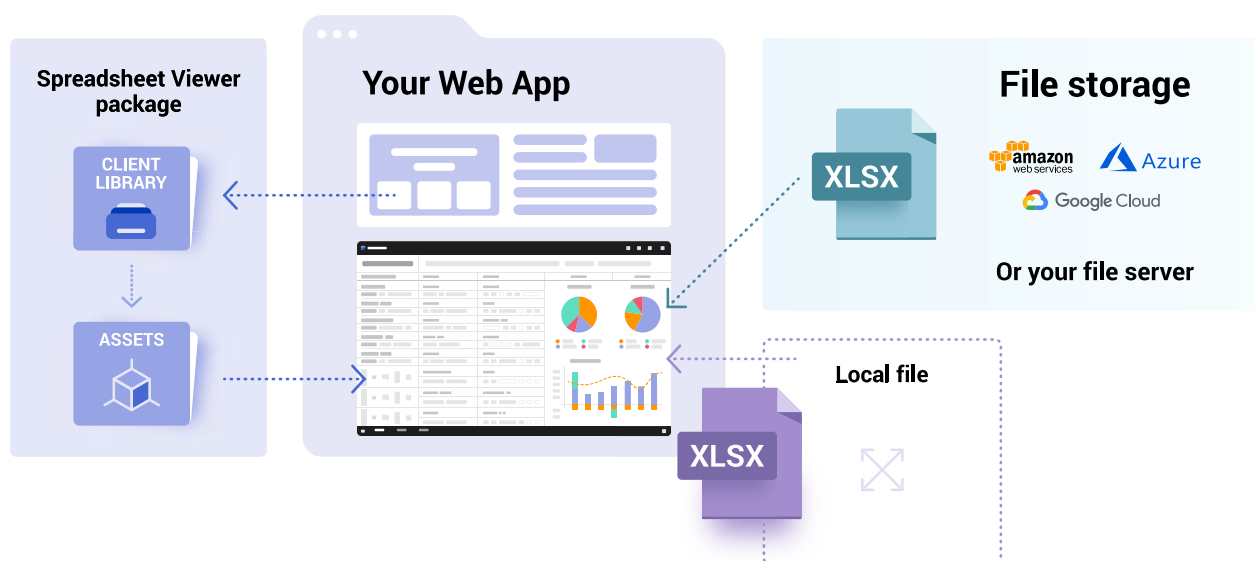 Spreadsheet Viewer
package
CLIENT
LIBRARY
ASSETS
Your Web App
File storage
XLSX
amazon
web services
Azure
Google Cloud
Or your file server
Local file
XLSX